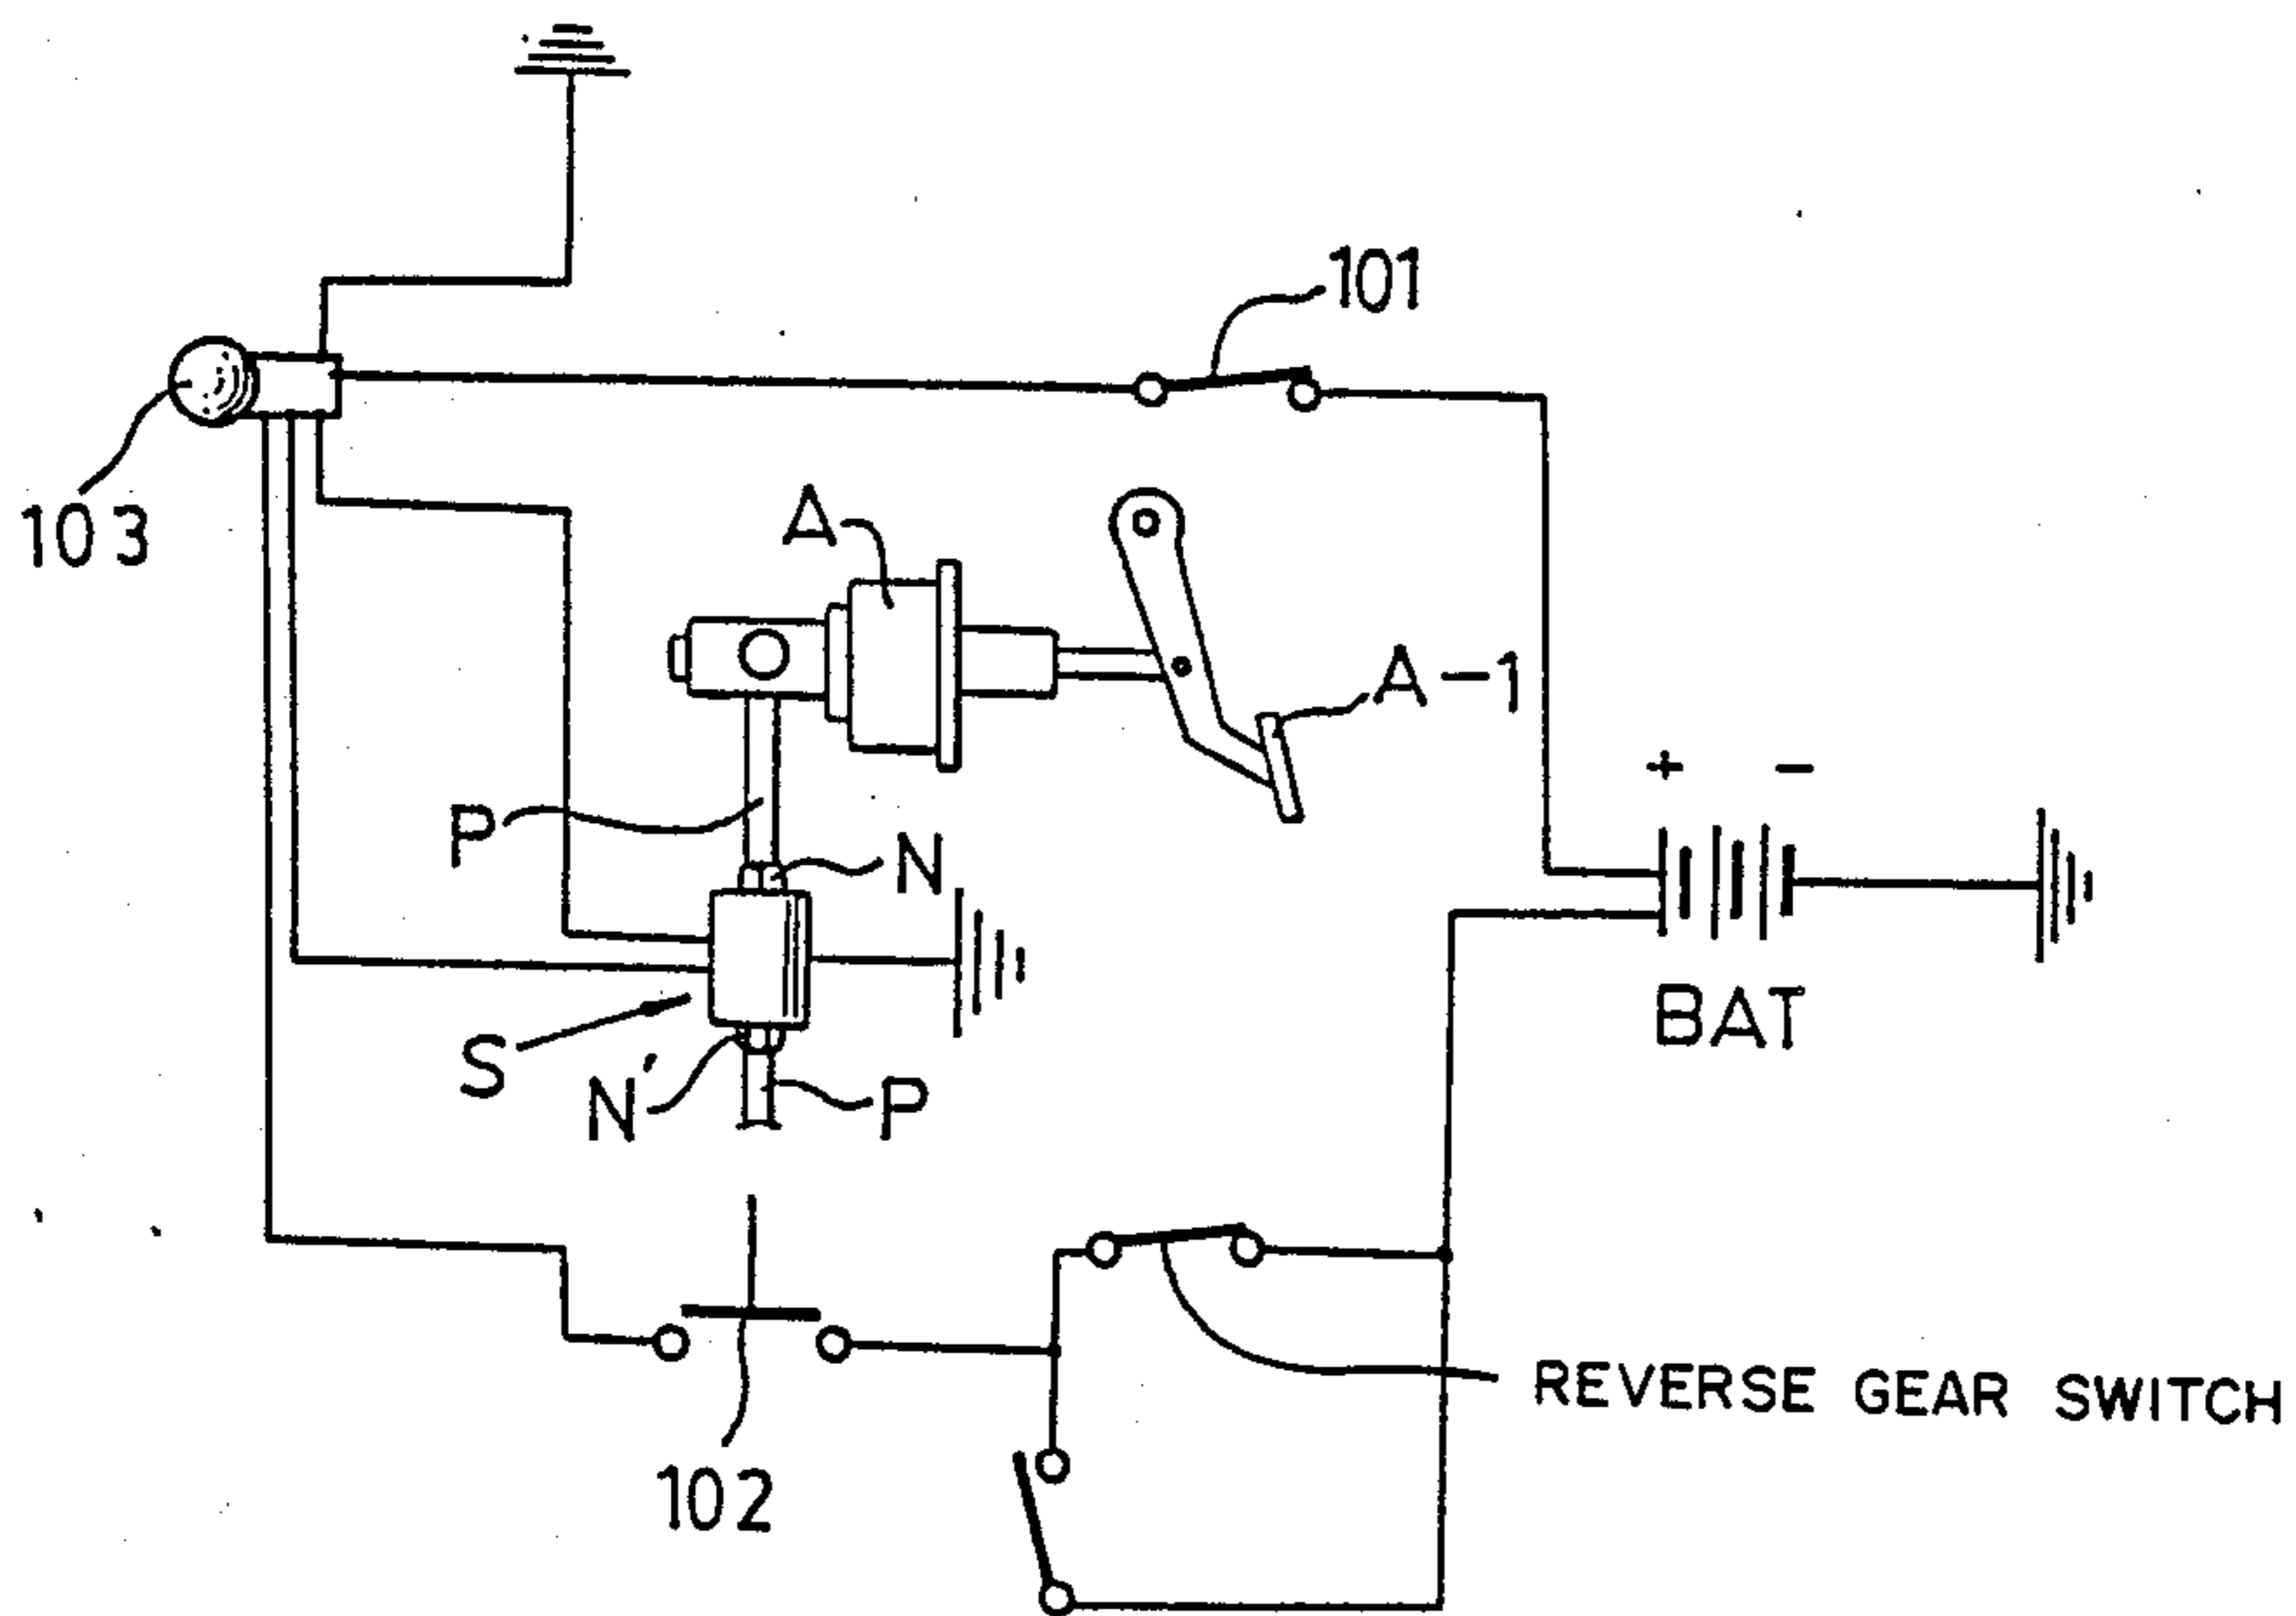 101
103
A
A-1
+ -
P
N
BAT
S
N'
P
REVERSE GEAR SWITCH
102